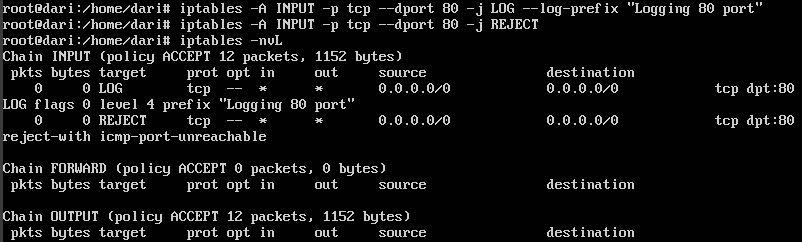 root@dari:/home/dari# iptables -A INPUT -p tcp --dport 80 -j LOG --log-prefix "Logging 80 port"
root@dari:/home/dari# iptables -A INPUT -p tcp --dport 80 -j REJECT
root@dari:/home/dari# iptables -nvL
Chain INPUT (policy ACCEPT 12 packets, 1152 bytes)
pkts bytes target prot opt in out source destination
0 0 LOG tcp -- * * 0.0.0.0/0 0.0.0.0/0 tcp dpt:80
LOG flags 0 level 4 prefix "Logging 80 port"
0 0 REJECT tcp -- * * 0.0.0.0/0 0.0.0.0/0 tcp dpt:80
reject-with icmp-port-unreachable
Chain FORWARD (policy ACCEPT 0 packets, 0 bytes)
pkts bytes target prot opt in out source destination
Chain OUTPUT (policy ACCEPT 12 packets, 1152 bytes)
pkts bytes target prot opt in out source destination